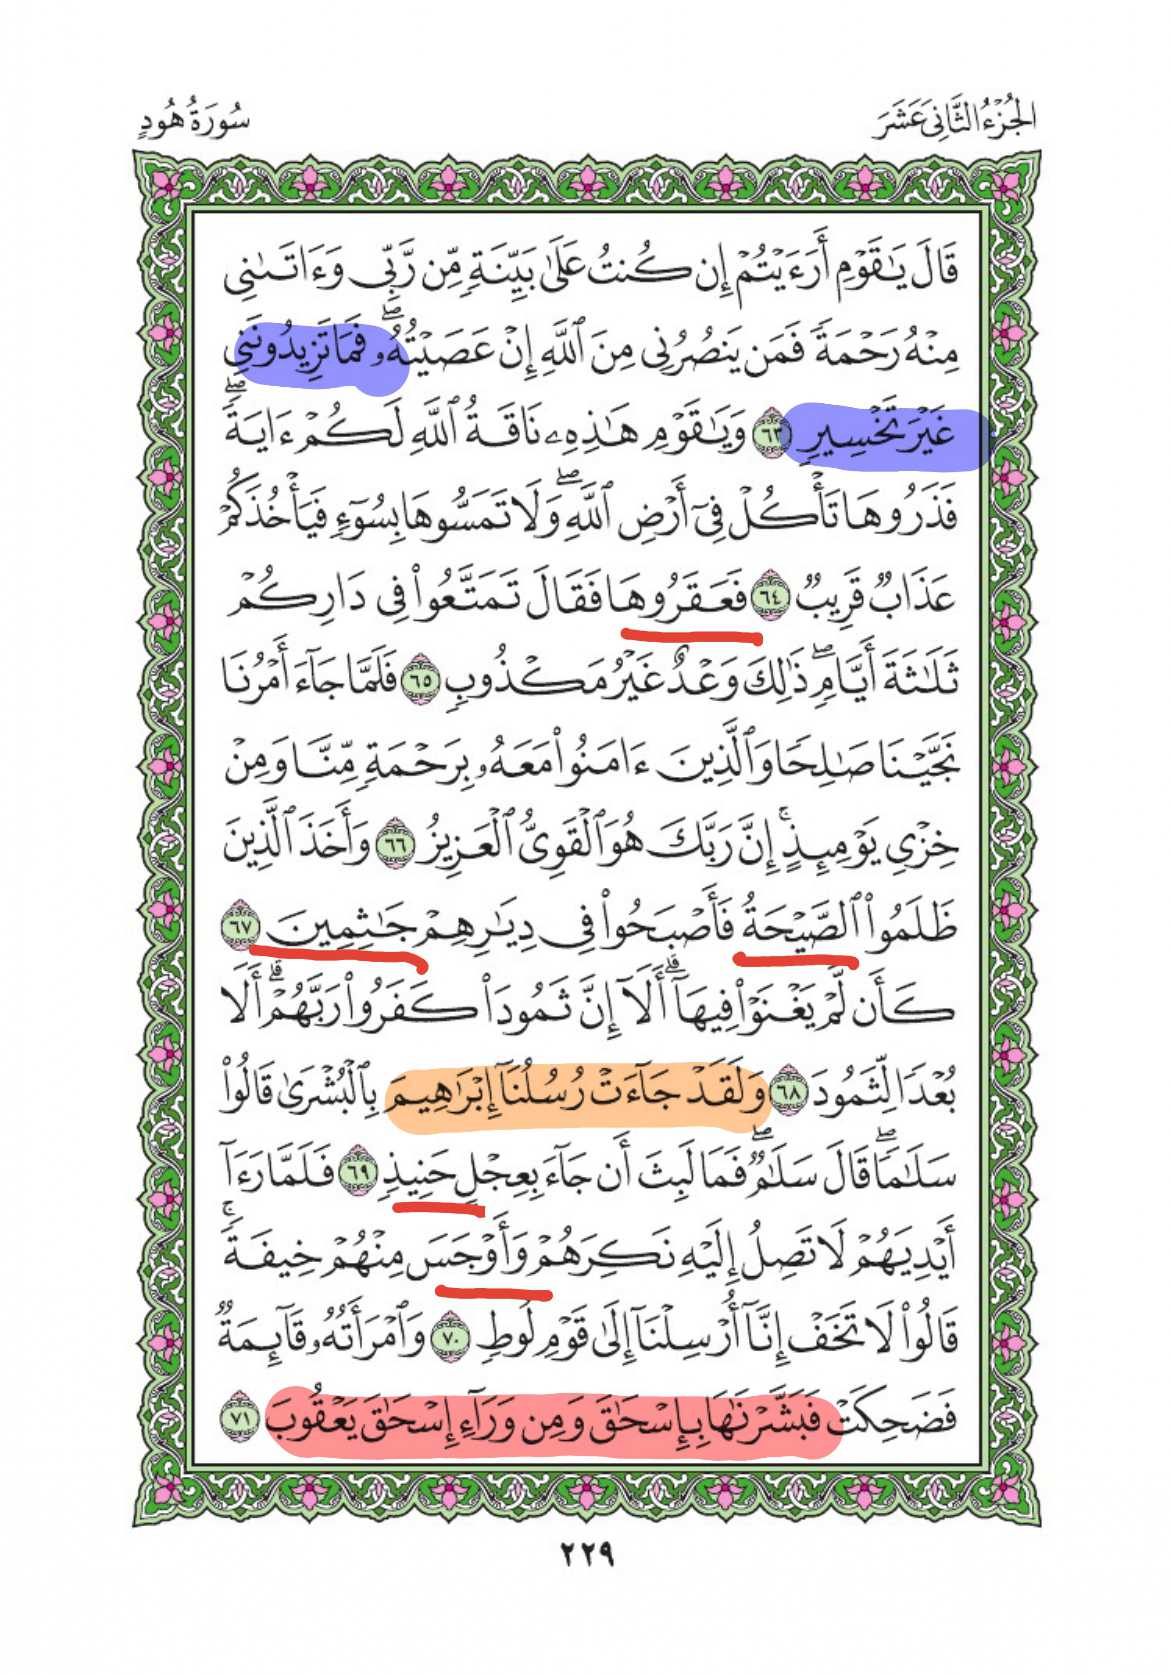 الجُزْءُ الثَّانِيَ عَشَرَ
سُورَةُ هُودٍ
قَالَ يَٰقَوْمِ أَرَءَيْتُمْ إِن كُنتُ عَلَىٰ بَيِّنَةٍ مِّن رَّبِّي وَءَاتَىٰنِي
مِنْهُ رَحْمَةً فَمَن يَنصُرُنِي مِنَ ٱللَّهِ إِنْ عَصَيْتُهُۥۖ فَمَا تَزِيدُونَنِي
غَيْرَ تَخْسِيرٍ ٦٣ وَيَٰقَوْمِ هَٰذِهِۦ نَاقَةُ ٱللَّهِ لَكُمْ ءَايَةًۖ
فَذَرُوهَا تَأْكُلْ فِيٓ أَرْضِ ٱللَّهِۖ وَلَا تَمَسُّوهَا بِسُوٓءٍ فَيَأْخُذَكُمْ
عَذَابٌ قَرِيبٌ ٦٤ فَعَقَرُوهَا فَقَالَ تَمَتَّعُوا۟ فِي دَارِكُمْ
ثَلَٰثَةَ أَيَّامٍۖ ذَٰلِكَ وَعْدٌ غَيْرُ مَكْذُوبٍ ٦٥ فَلَمَّا جَآءَ أَمْرُنَا
نَجَّيْنَا صَٰلِحًا وَٱلَّذِينَ ءَامَنُوا۟ مَعَهُۥ بِرَحْمَةٍ مِّنَّا وَمِنْ
خِزْيِ يَوْمِئِذٍۚ إِنَّ رَبَّكَ هُوَ ٱلْقَوِيُّ ٱلْعَزِيزُ ٦٦ وَأَخَذَ ٱلَّذِينَ
ظَلَمُوا۟ ٱلصَّيْحَةُ فَأَصْبَحُوا۟ فِي دِيَٰرِهِمْ جَٰثِمِينَ ٦٧
كَأَن لَّمْ يَغْنَوْا۟ فِيهَآۗ أَلَآ إِنَّ ثَمُودَا۟ كَفَرُوا۟ رَبَّهُمْۗ أَلَا
بُعْدًا لِّثَمُودَ ٦٨ وَلَقَدْ جَآءَتْ رُسُلُنَآ إِبْرَٰهِيمَ بِٱلْبُشْرَىٰ قَالُوا۟
سَلَٰمًاۖ قَالَ سَلَٰمٌۖ فَمَا لَبِثَ أَن جَآءَ بِعِجْلٍ حَنِيذٍ ٦٩ فَلَمَّا رَءَآ
أَيْدِيَهُمْ لَا تَصِلُ إِلَيْهِ نَكِرَهُمْ وَأَوْجَسَ مِنْهُمْ خِيفَةًۚ
قَالُوا۟ لَا تَخَفْ إِنَّآ أُرْسِلْنَآ إِلَىٰ قَوْمِ لُوطٍ ٧٠ وَٱمْرَأَتُهُۥ قَآئِمَةٌ
فَضَحِكَتْ فَبَشَّرْنَٰهَا بِإِسْحَٰقَ وَمِن وَرَآءِ إِسْحَٰقَ يَعْقُوبَ ٧١
٢٢٩